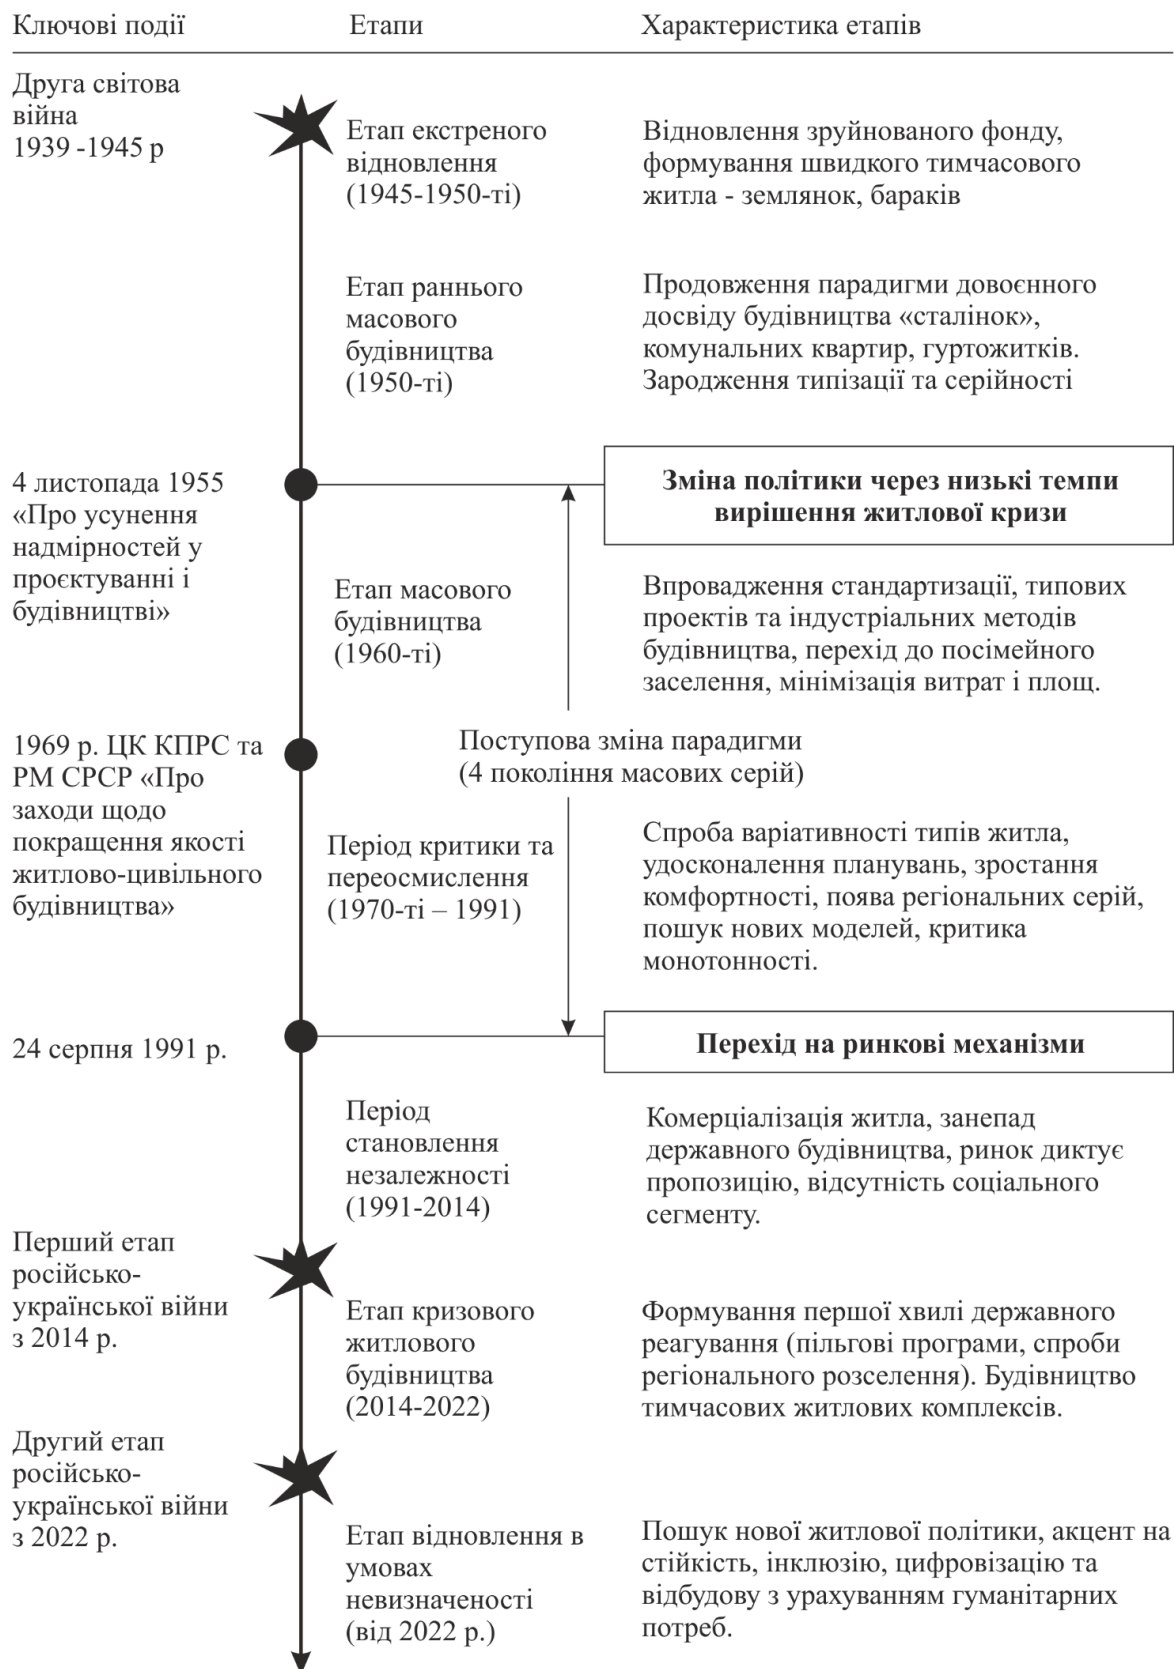 Ключові події
Етапи
Характеристика етапів
Друга світова
війна
1939 -1945 р
Етап екстреного
відновлення
(1945-1950-ті)
Відновлення зруйнованого фонду,
формування швидкого тимчасового
житла - землянок, бараків
Етап раннього
масового
будівництва
(1950-ті)
Продовження парадигми довоєнного
досвіду будівництва «сталінок»,
комунальних квартир, гуртожитків.
Зародження типізації та серійності
4 листопада 1955
«Про усунення
надмірностей у
проєктуванні і
будівництві»
Зміна політики через низькі темпи
вирішення житлової кризи
Етап масового
будівництва
(1960-ті)
Впровадження стандартизації, типових
проектів та індустріальних методів
будівництва, перехід до посімейного
заселення, мінімізація витрат і площ.
1969 р. ЦК КПРС та
РМ СРСР «Про
заходи щодо
покращення якості
житлово-цивільного
будівництва»
Поступова зміна парадигми
(4 покоління масових серій)
Період критики та
переосмислення
(1970-ті – 1991)
Спроба варіативності типів житла,
удосконалення планувань, зростання
комфортності, поява регіональних серій,
пошук нових моделей, критика
монотонності.
24 серпня 1991 р.
Перехід на ринкові механізми
Період
становлення
незалежності
(1991-2014)
Комерціалізація житла, занепад
державного будівництва, ринок диктує
пропозицію, відсутність соціального
сегменту.
Перший етап
російсько-
української війни
з 2014 р.
Етап кризового
житлового
будівництва
(2014-2022)
Формування першої хвилі державного
реагування (пільгові програми, спроби
регіонального розселення). Будівництво
тимчасових житлових комплексів.
Другий етап
російсько-
української війни
з 2022 р.
Етап відновлення в
умовах
невизначеності
(від 2022 р.)
Пошук нової житлової політики, акцент на
стійкість, інклюзію, цифровізацію та
відбудову з урахуванням гуманітарних
потреб.